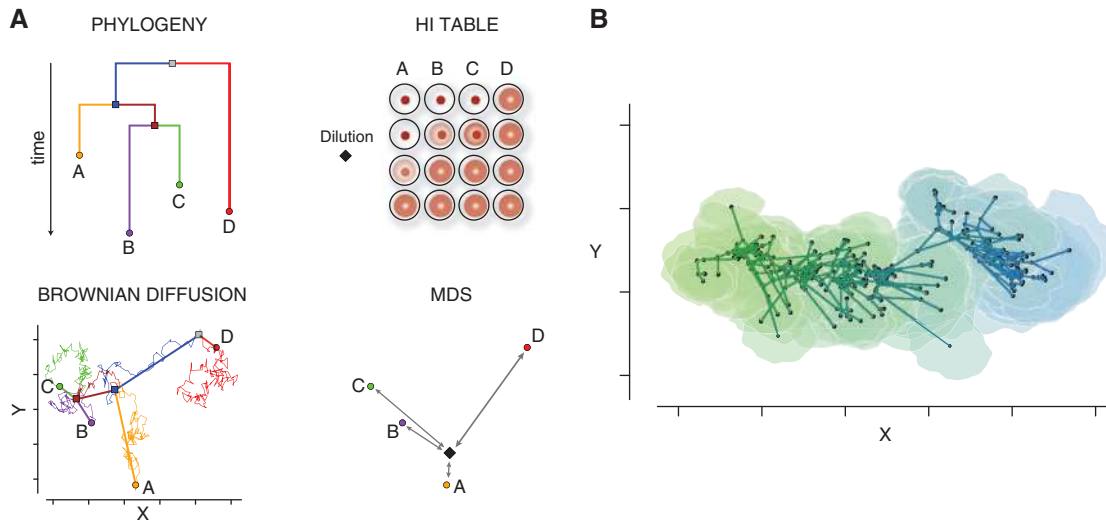 A
PHYLOGENY
time
A
B
C
D
HI TABLE
A B C D
Dilution
BROWNIAN DIFFUSION
Y
C
B
D
A
X
MDS
D
C
B
A
B
Y
X